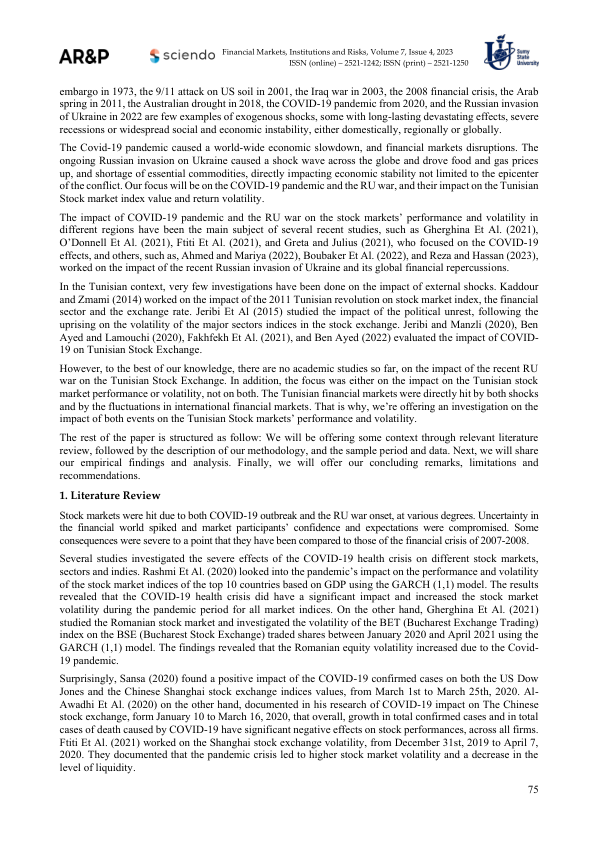 AR&P
sciendo
Financial Markets, Institutions and Risks, Volume 7, Issue 4, 2023
ISSN (online) – 2521-1242; ISSN (print) – 2521-1250
Sumy
State
University
embargo in 1973, the 9/11 attack on US soil in 2001, the Iraq war in 2003, the 2008 financial crisis, the Arab
spring in 2011, the Australian drought in 2018, the COVID-19 pandemic from 2020, and the Russian invasion
of Ukraine in 2022 are few examples of exogenous shocks, some with long-lasting devastating effects, severe
recessions or widespread social and economic instability, either domestically, regionally or globally.
The Covid-19 pandemic caused a world-wide economic slowdown, and financial markets disruptions. The
ongoing Russian invasion on Ukraine caused a shock wave across the globe and drove food and gas prices
up, and shortage of essential commodities, directly impacting economic stability not limited to the epicenter
of the conflict. Our focus will be on the COVID-19 pandemic and the RU war, and their impact on the Tunisian
Stock market index value and return volatility.
The impact of COVID-19 pandemic and the RU war on the stock markets' performance and volatility in
different regions have been the main subject of several recent studies, such as Gherghina Et Al. (2021),
O'Donnell Et Al. (2021), Ftiti Et Al. (2021), and Greta and Julius (2021), who focused on the COVID-19
effects, and others, such as, Ahmed and Mariya (2022), Boubaker Et Al. (2022), and Reza and Hassan (2023),
worked on the impact of the recent Russian invasion of Ukraine and its global financial repercussions.
In the Tunisian context, very few investigations have been done on the impact of external shocks. Kaddour
and Zmami (2014) worked on the impact of the 2011 Tunisian revolution on stock market index, the financial
sector and the exchange rate. Jeribi Et Al (2015) studied the impact of the political unrest, following the
uprising on the volatility of the major sectors indices in the stock exchange. Jeribi and Manzli (2020), Ben
Ayed and Lamouchi (2020), Fakhfekh Et Al. (2021), and Ben Ayed (2022) evaluated the impact of COVID-
19 on Tunisian Stock Exchange.
However, to the best of our knowledge, there are no academic studies so far, on the impact of the recent RU
war on the Tunisian Stock Exchange. In addition, the focus was either on the impact on the Tunisian stock
market performance or volatility, not on both. The Tunisian financial markets were directly hit by both shocks
and by the fluctuations in international financial markets. That is why, we're offering an investigation on the
impact of both events on the Tunisian Stock markets' performance and volatility.
The rest of the paper is structured as follow: We will be offering some context through relevant literature
review, followed by the description of our methodology, and the sample period and data. Next, we will share
our empirical findings and analysis. Finally, we will offer our concluding remarks, limitations and
recommendations.
1. Literature Review
Stock markets were hit due to both COVID-19 outbreak and the RU war onset, at various degrees. Uncertainty in
the financial world spiked and market participants' confidence and expectations were compromised. Some
consequences were severe to a point that they have been compared to those of the financial crisis of 2007-2008.
Several studies investigated the severe effects of the COVID-19 health crisis on different stock markets,
sectors and indies. Rashmi Et Al. (2020) looked into the pandemic's impact on the performance and volatility
of the stock market indices of the top 10 countries based on GDP using the GARCH (1,1) model. The results
revealed that the COVID-19 health crisis did have a significant impact and increased the stock market
volatility during the pandemic period for all market indices. On the other hand, Gherghina Et Al. (2021)
studied the Romanian stock market and investigated the volatility of the BET (Bucharest Exchange Trading)
index on the BSE (Bucharest Stock Exchange) traded shares between January 2020 and April 2021 using the
GARCH (1,1) model. The findings revealed that the Romanian equity volatility increased due to the Covid-
19 pandemic.
Surprisingly, Sansa (2020) found a positive impact of the COVID-19 confirmed cases on both the US Dow
Jones and the Chinese Shanghai stock exchange indices values, from March 1st to March 25th, 2020. Al-
Awadhi Et Al. (2020) on the other hand, documented in his research of COVID-19 impact on The Chinese
stock exchange, form January 10 to March 16, 2020, that overall, growth in total confirmed cases and in total
cases of death caused by COVID-19 have significant negative effects on stock performances, across all firms.
Ftiti Et Al. (2021) worked on the Shanghai stock exchange volatility, from December 31st, 2019 to April 7,
2020. They documented that the pandemic crisis led to higher stock market volatility and a decrease in the
level of liquidity.
75